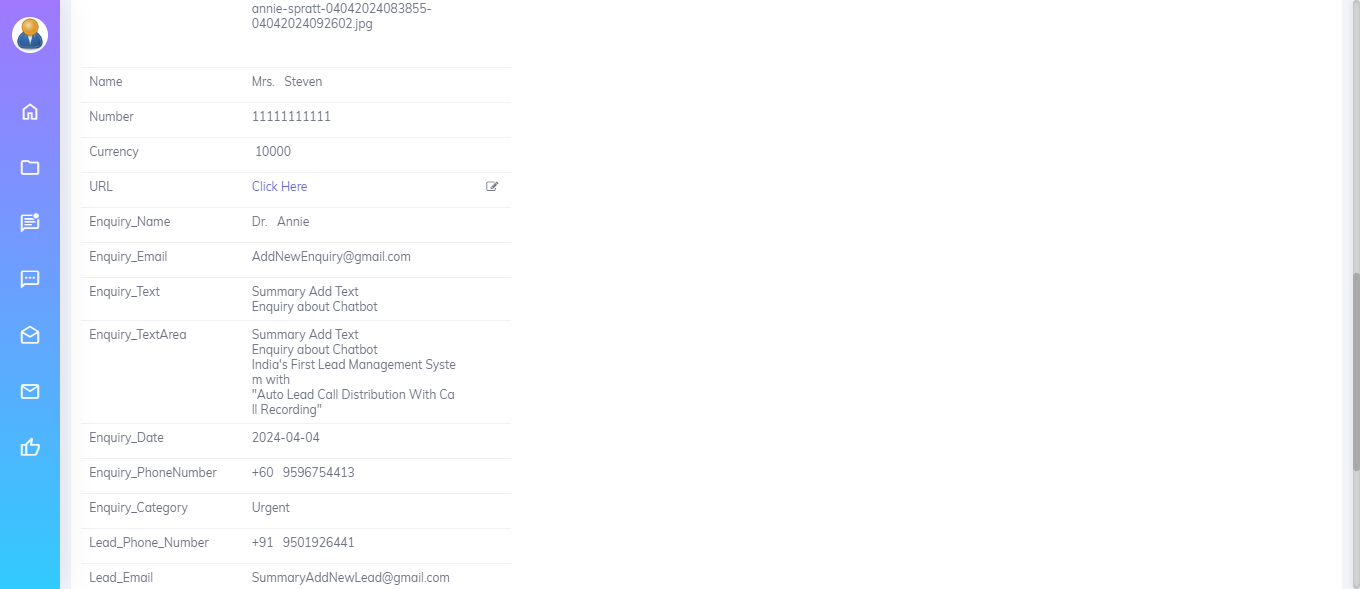 annie-spratt-04042024083855-
04042024092602.jpg
Name Mrs. Steven
Number 11111111111
Currency 10000
URL Click Here
Enquiry_Name Dr. Annie
Enquiry_Email AddNewEnquiry@gmail.com
Enquiry_Text Summary Add Text
Enquiry about Chatbot
Enquiry_TextArea Summary Add Text
Enquiry about Chatbot
India's First Lead Management Syste
m with
"Auto Lead Call Distribution With Ca
ll Recording"
Enquiry_Date 2024-04-04
Enquiry_PhoneNumber +60 9596754413
Enquiry_Category Urgent
Lead_Phone_Number +91 9501926441
Lead_Email SummaryAddNewLead@gmail.com